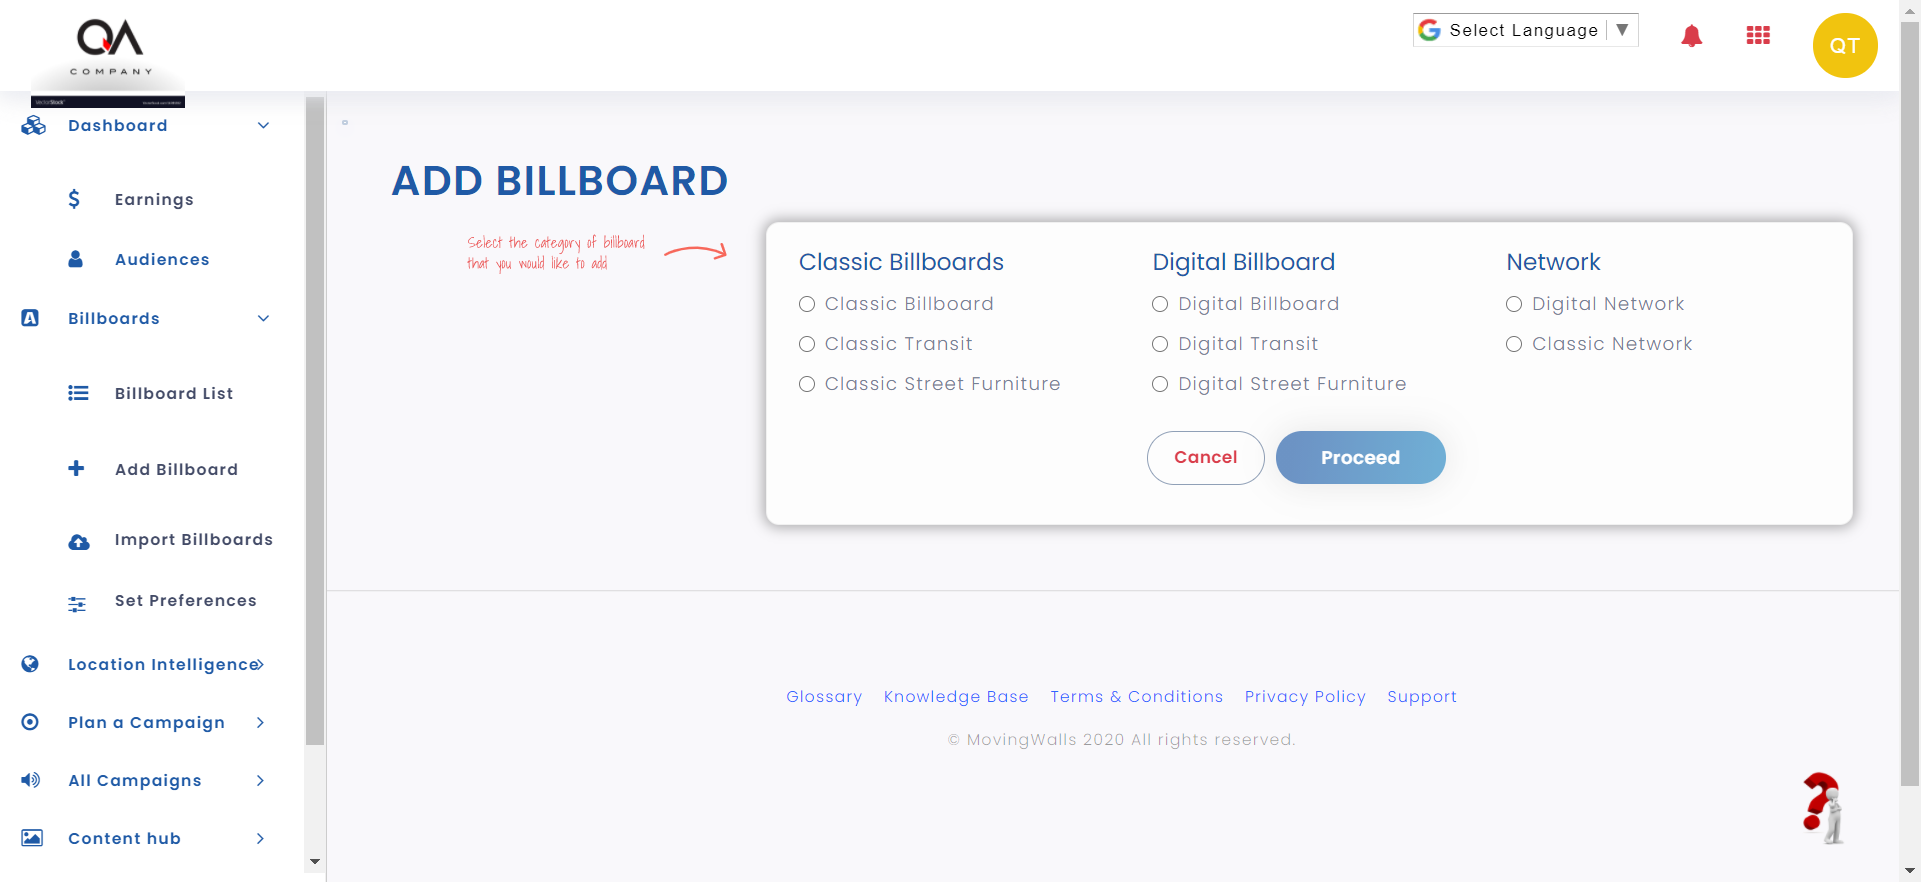 QA
COMPANY
Select Language
QT
Dashboard
Earnings
Audiences
Billboards
Billboard List
Add Billboard
Import Billboards
Set Preferences
Location Intelligence
Plan a Campaign
All Campaigns
Content hub
ADD BILLBOARD
Select the category of billboard
that you would like to add
Classic Billboards
Classic Billboard
Classic Transit
Classic Street Furniture
Digital Billboard
Digital Billboard
Digital Transit
Digital Street Furniture
Network
Digital Network
Classic Network
Cancel
Proceed
Glossary Knowledge Base Terms & Conditions Privacy Policy Support
© MovingWalls 2020 All rights reserved.